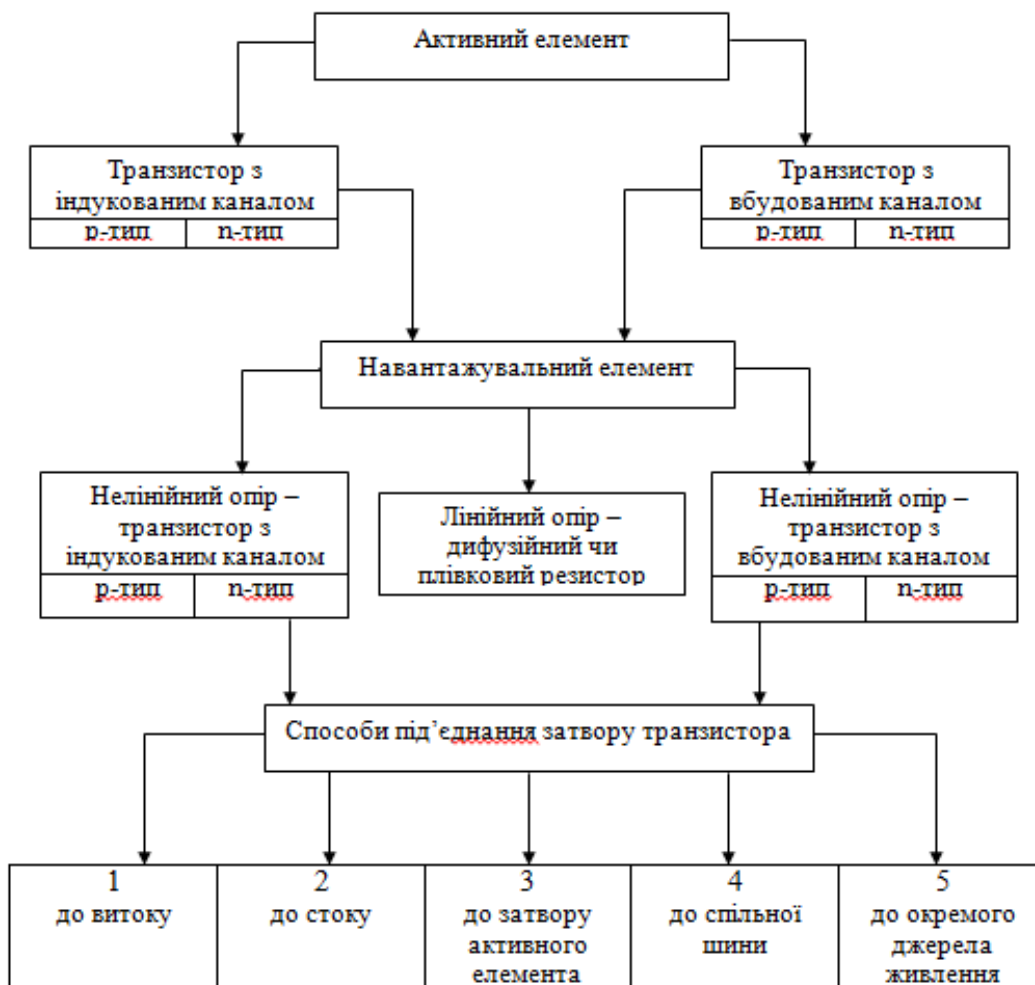 Активний елемент
Транзистор з
індукованим каналом
р-тип n-тип
Транзистор з
вбудованим каналом
р-тип n-тип
Навантажувальний елемент
Нелінійний опір –
транзистор з
індукованим каналом
р-тип n-тип
Лінійний опір –
дифузійний чи
плівковий резистор
Нелінійний опір –
транзистор з
вбудованим каналом
р-тип n-тип
Способи під’єднання затвору транзистора
1
до витоку
2
до стоку
3
до затвору
активного
елемента
4
до спільної
шини
5
до окремого
джерела
живлення